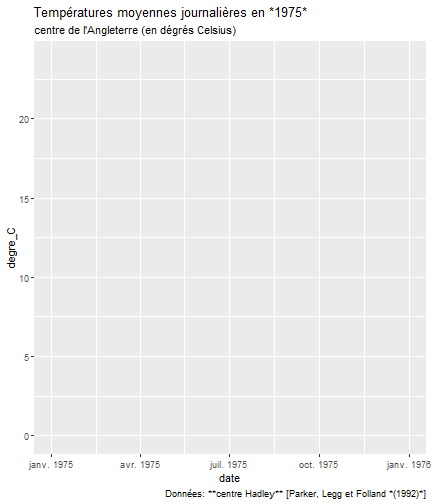 Températures moyennes journalières en *1975*
centre de l'Angleterre (en dégrés Celsius)
degre_C
20
15
10
5
0
janv. 1975
avr. 1975
juil. 1975
oct. 1975
janv. 1976
date
Données: **centre Hadley** [Parker, Legg et Folland *(1992)*]